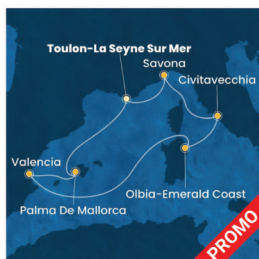 Toulon-La Seyne Sur Mer
Savona
Civitavecchia
Valencia
Olbia-Emerald Coast
Palma De Mallorca
PROMO